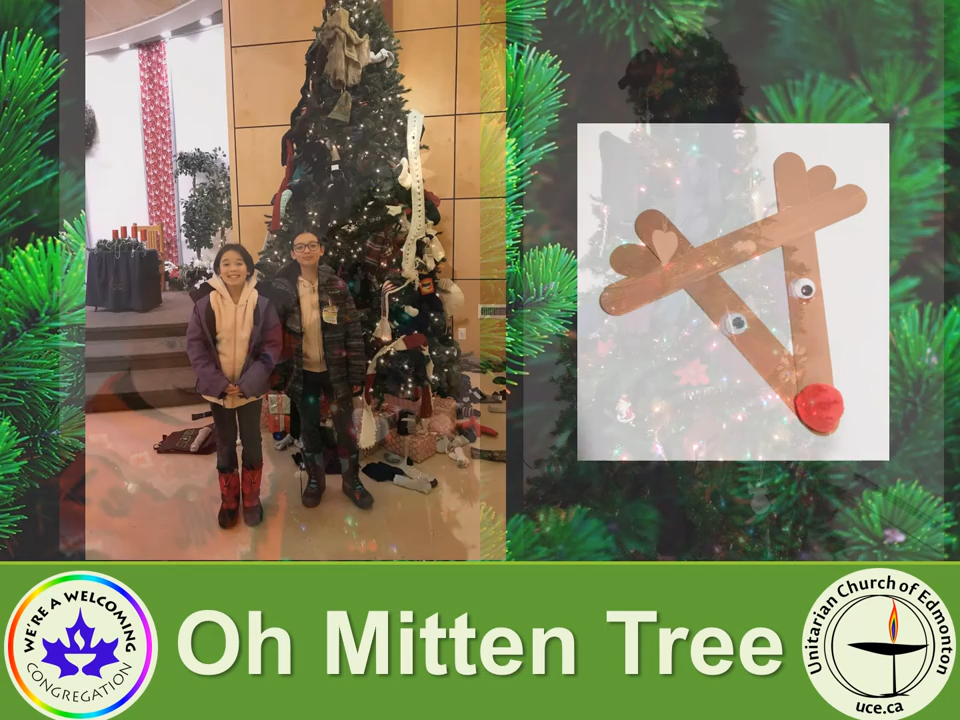 WE'RE A WELCOMING
CONGREGATION
Oh Mitten Tree
Unitarian Church of Edmonton
uce.ca